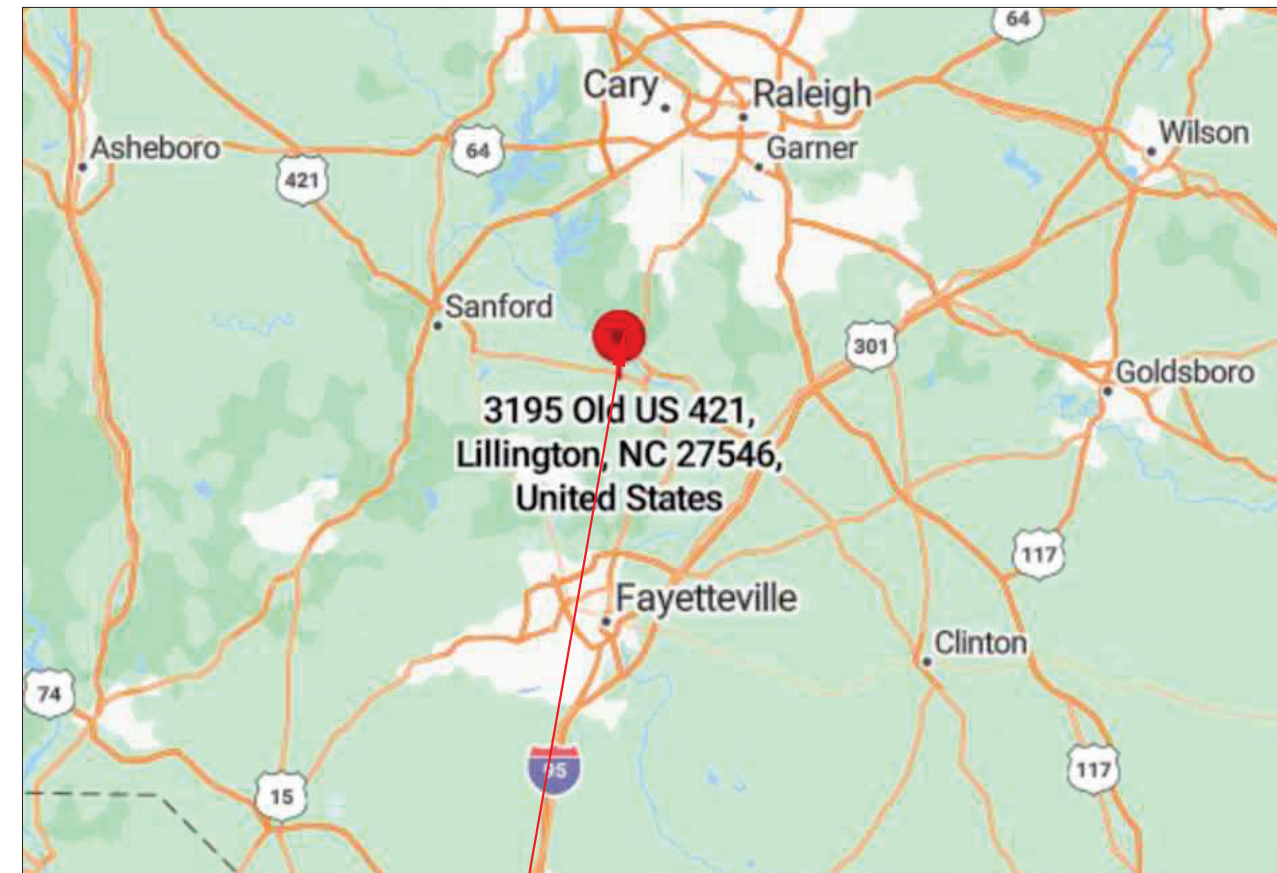 64
Cary
Raleigh
Asheboro
64
Garner
Wilson
421
Sanford
301
Goldsboro
3195 Old US 421,
Lillington, NC 27546,
United States
117
Fayetteville
Clinton
74
95
117
15